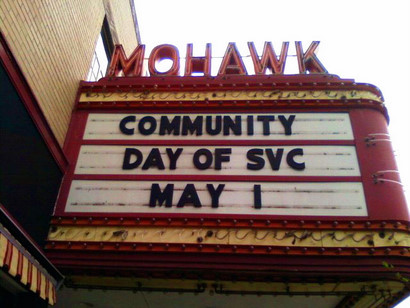 MOHAWK
COMMUNITY
DAY OF SVC
MAY 1